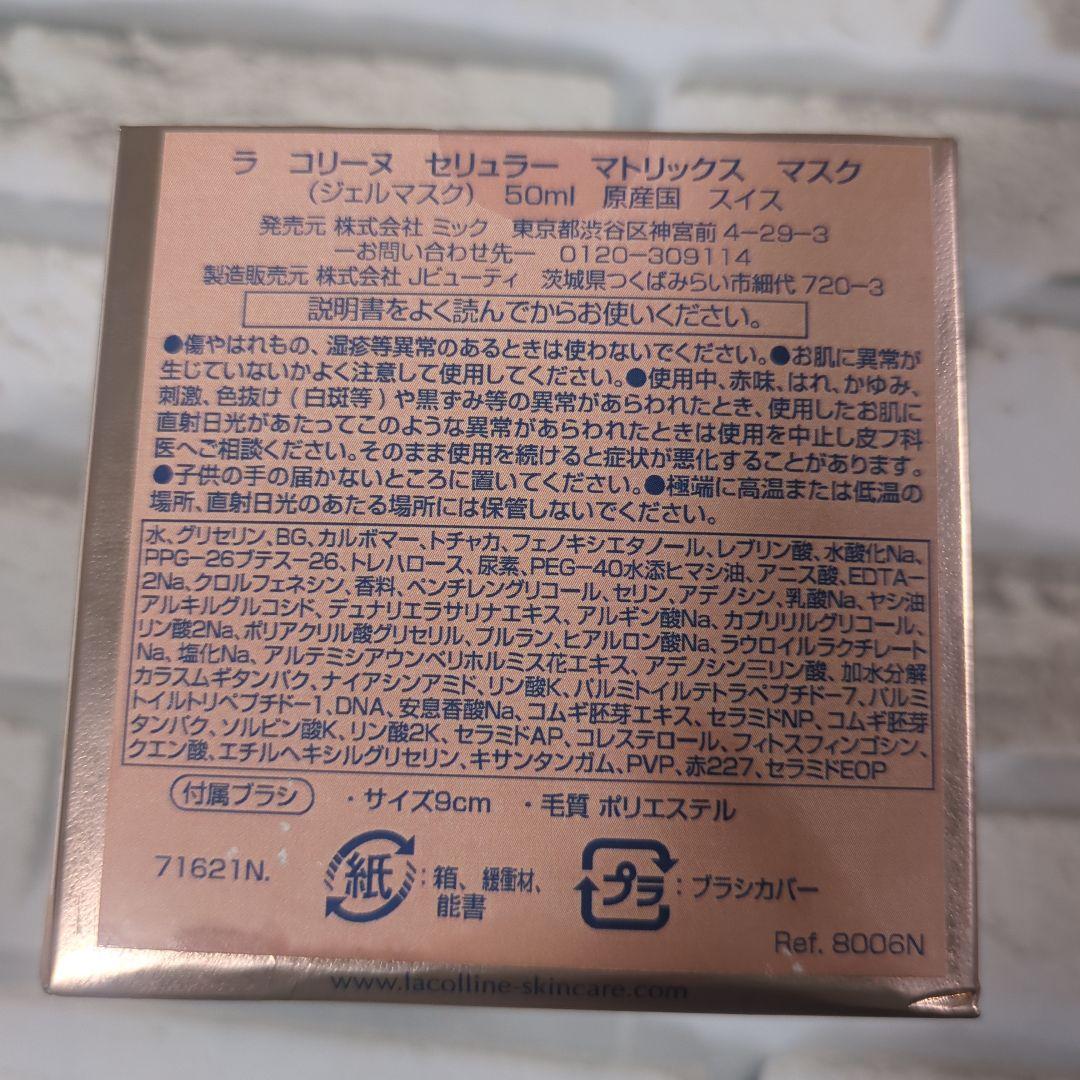 ラ コリーヌ セリュラー マトリックス マスク
(ジェルマスク) 50ml 原産国 スイス
発売元 株式会社 ミック 東京都渋谷区神宮前 4-29-3
ーお問い合わせ先ー 0120-309114
製造販売元 株式会社 Jビューティ 茨城県つくばみらい市細代 720-3
説明書をよく読んでからお使いください。
●傷やはれもの、湿疹等異常のあるときは使わないでください。●お肌に異常が
生じていないかよく注意して使用してください。●使用中、赤味、はれ、かゆみ、
刺激、色抜け(白斑等)や黒ずみ等の異常があらわれたとき、使用したお肌に
直射日光があたってこのような異常があらわれたときは使用を中止し皮フ科
医へご相談ください。そのまま使用を続けると症状が悪化することがあります。
●子供の手の届かないところに置いてください。●極端に高温または低温の
場所、直射日光のあたる場所には保管しないでください。
水、グリセリン、BG、カルボマー、トチャカ、フェノキシエタノール、レブリン酸、水酸化Na、
PPG-26ブテス-26、トレハロース、尿素、PEG-40水添ヒマシ油、アニス酸、EDTA-
2Na、クロルフェネシン、香料、ペンチレングリコール、セリン、アデノシン、乳酸Na、ヤシ油
アルキルグルコシド、デュナリエラサリナエキス、アルギン酸Na、カプリリルグリコール、
リン酸2Na、ポリアクリル酸グリセリル、プルラン、ヒアルロン酸Na、ラウロイルラクチレート
Na、塩化Na、アルテミシアウンベリホルミス花エキス、アデノシン三リン酸、加水分解
カラスムギタンパク、ナイアシンアミド、リン酸K、パルミトイルテトラペプチド-7、パルミ
トイルトリペプチド-1、DNA、安息香酸Na、コムギ胚芽エキス、セラミドNP、コムギ胚芽
タンパク、ソルビン酸K、リン酸2K、セラミドAP、コレステロール、フィトスフィンゴシン、
クエン酸、エチルヘキシルグリセリン、キサンタンガム、PVP、赤227、セラミドEOP
付属ブラシ ・サイズ9cm ・毛質 ポリエステル
71621N. 紙 : 箱、緩衝材、 プラ : ブラシカバー
能書
Ref. 8006N
www.lacolline-skincare.com